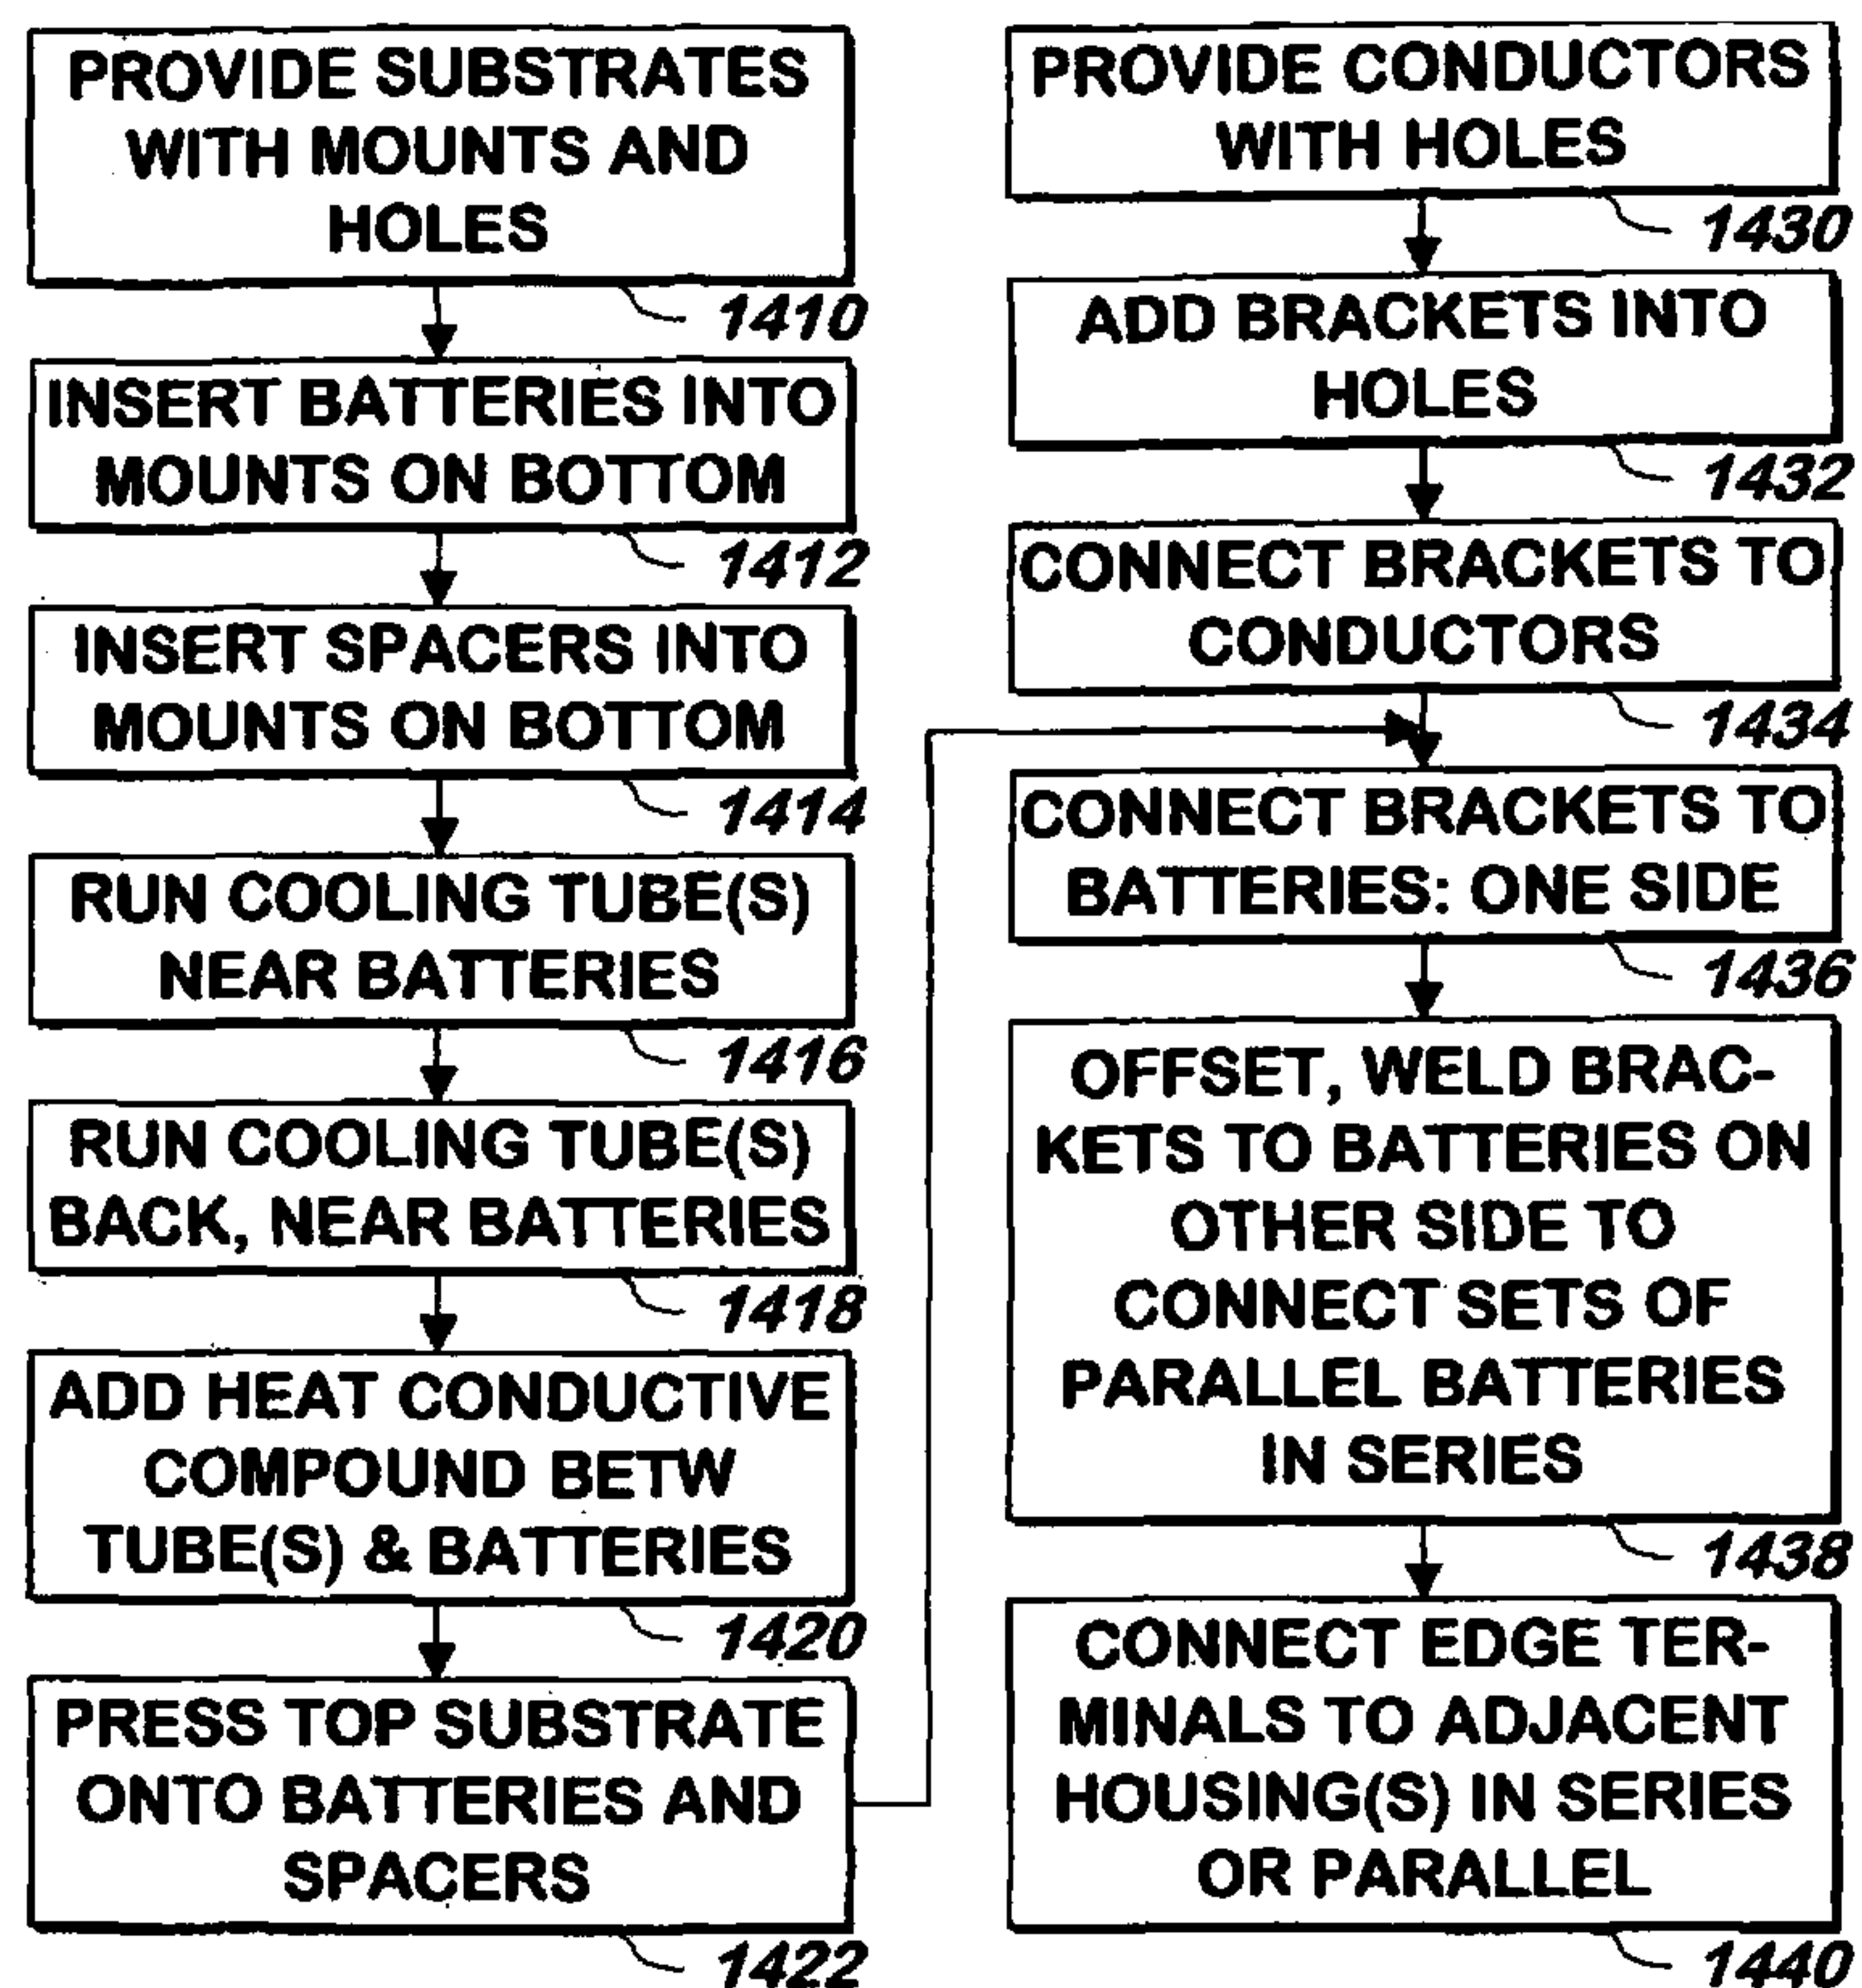 PROVIDE SUBSTRATES
WITH MOUNTS AND
HOLES
1410
INSERT BATTERIES INTO
MOUNTS ON BOTTOM
1412
INSERT SPACERS INTO
MOUNTS ON BOTTOM
1414
RUN COOLING TUBE(S)
NEAR BATTERIES
1416
RUN COOLING TUBE(S)
BACK, NEAR BATTERIES
1418
ADD HEAT CONDUCTIVE
COMPOUND BETW
TUBE(S) & BATTERIES
1420
PRESS TOP SUBSTRATE
ONTO BATTERIES AND
SPACERS
1422
PROVIDE CONDUCTORS
WITH HOLES
1430
ADD BRACKETS INTO
HOLES
1432
CONNECT BRACKETS TO
CONDUCTORS
1434
CONNECT BRACKETS TO
BATTERIES: ONE SIDE
1436
OFFSET, WELD BRAC-
KETS TO BATTERIES ON
OTHER SIDE TO
CONNECT SETS OF
PARALLEL BATTERIES
IN SERIES
1438
CONNECT EDGE TER-
MINALS TO ADJACENT
HOUSING(S) IN SERIES
OR PARALLEL
1440